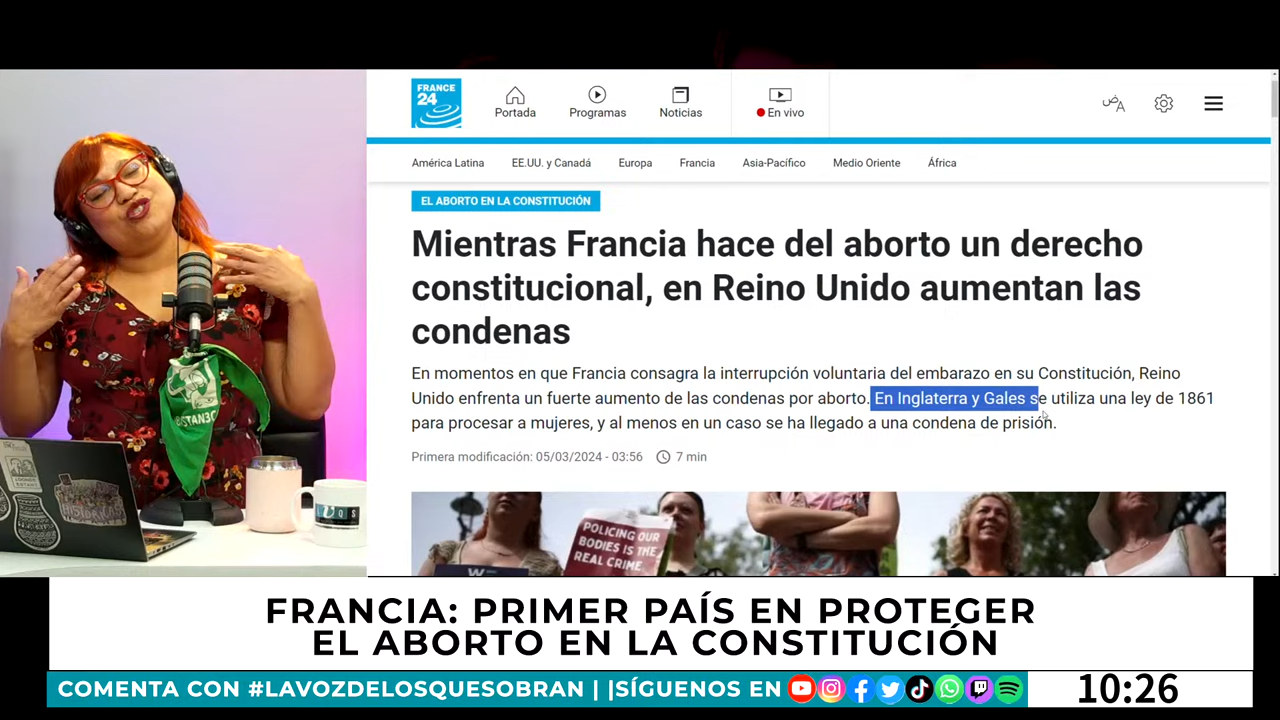 FRANCE
24
Portada
Programas
Noticias
En vivo
América Latina
EE.UU. y Canadá
Europa
Francia
Asia-Pacífico
Medio Oriente
África
EL ABORTO EN LA CONSTITUCIÓN
Mientras Francia hace del aborto un derecho
constitucional, en Reino Unido aumentan las
condenas
En momentos en que Francia consagra la interrupción voluntaria del embarazo en su Constitución, Reino
Unido enfrenta un fuerte aumento de las condenas por aborto. En Inglaterra y Gales se utiliza una ley de 1861
para procesar a mujeres, y al menos en un caso se ha llegado a una condena de prisión.
Primera modificación: 05/03/2024 - 03:56
7 min
POLICING OUR
BODIES IS THE
REAL CRIME.
W
FRANCIA: PRIMER PAÍS EN PROTEGER
EL ABORTO EN LA CONSTITUCIÓN
COMENTA CON #LAVOZDELOSQUESOBRAN | |SÍGUENOS EN
10:26